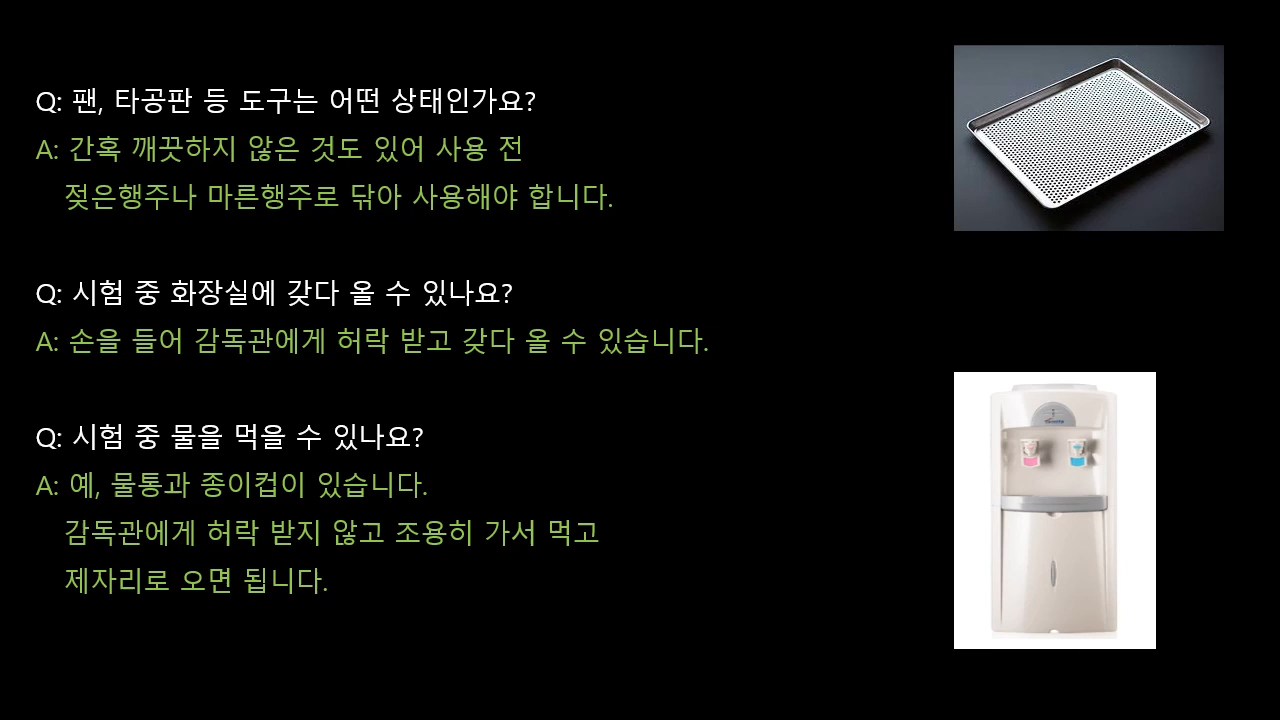 Q: 팬, 타공판 등 도구는 어떤 상태인가요?
A: 간혹 깨끗하지 않은 것도 있어 사용 전
젖은행주나 마른행주로 닦아 사용해야 합니다.
Q: 시험 중 화장실에 갖다 올 수 있나요?
A: 손을 들어 감독관에게 허락 받고 갖다 올 수 있습니다.
Q: 시험 중 물을 먹을 수 있나요?
A: 예, 물통과 종이컵이 있습니다.
감독관에게 허락 받지 않고 조용히 가서 먹고
제자리로 오면 됩니다.